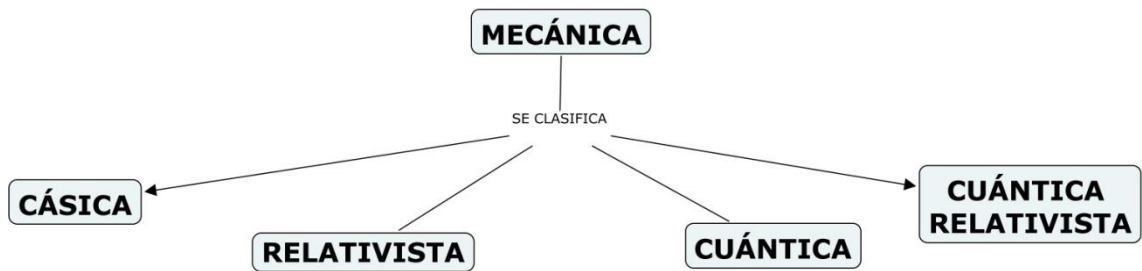 MECÁNICA
SE CLASIFICA
CÁSICA
RELATIVISTA
CUÁNTICA
CUÁNTICA
RELATIVISTA